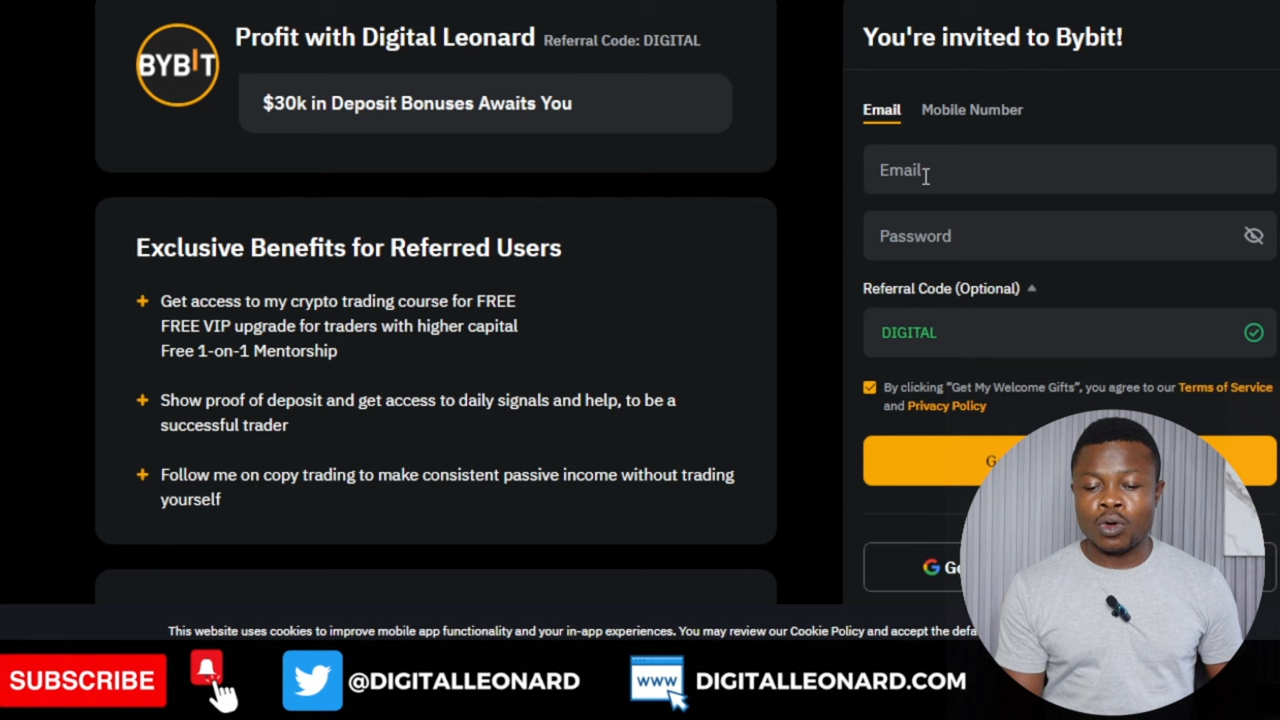 BYBIT
Profit with Digital Leonard Referral Code: DIGITAL
$30k in Deposit Bonuses Awaits You
Exclusive Benefits for Referred Users
+ Get access to my crypto trading course for FREE
FREE VIP upgrade for traders with higher capital
Free 1-on-1 Mentorship
+ Show proof of deposit and get access to daily signals and help, to be a
successful trader
+ Follow me on copy trading to make consistent passive income without trading
yourself
You're invited to Bybit!
Email Mobile Number
Email
Password
Referral Code (Optional)
DIGITAL
By clicking "Get My Welcome Gifts", you agree to our Terms of Service
and Privacy Policy
This website uses cookies to improve mobile app functionality and your in-app experiences. You may review our Cookie Policy and accept the
SUBSCRIBE
@DIGITALLEONARD
WWW
DIGITALLEONARD.COM